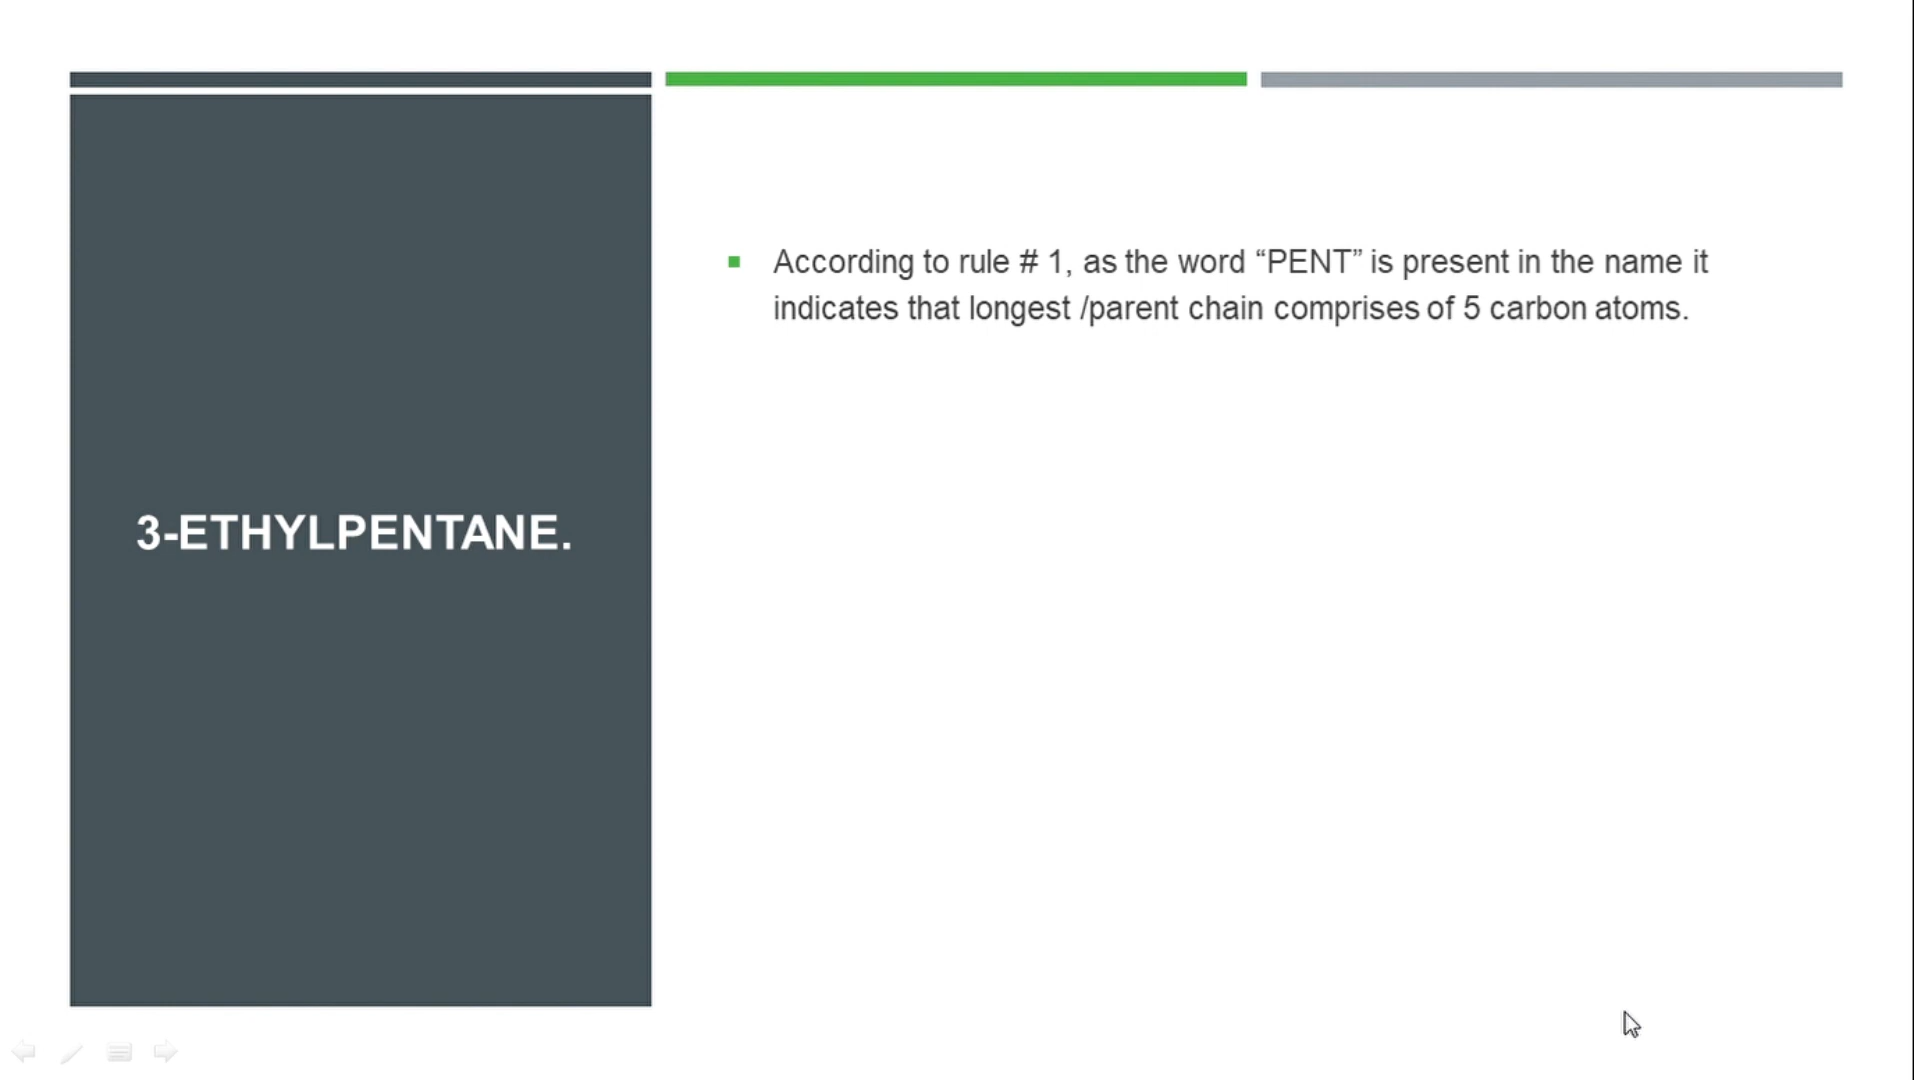 3-ETHYLPENTANE.
According to rule # 1, as the word “PENT” is present in the name it
indicates that longest /parent chain comprises of 5 carbon atoms.